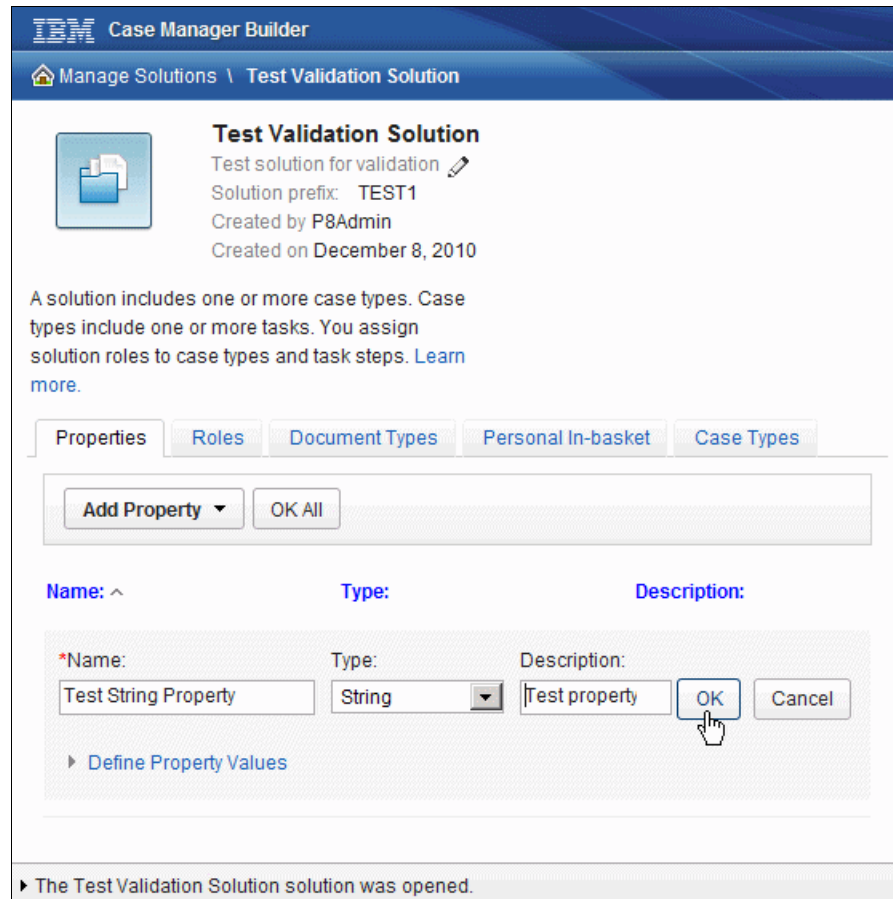 IBM Case Manager Builder
Manage Solutions \ Test Validation Solution
Test Validation Solution
Test solution for validation
Solution prefix: TEST1
Created by P8Admin
Created on December 8, 2010
A solution includes one or more case types. Case
types include one or more tasks. You assign
solution roles to case types and task steps. Learn
more.
Properties Roles Document Types Personal In-basket Case Types
Add Property OK All
Name: Type: Description:
*Name: Type: Description:
Test String Property String Test property OK Cancel
Define Property Values
The Test Validation Solution solution was opened.